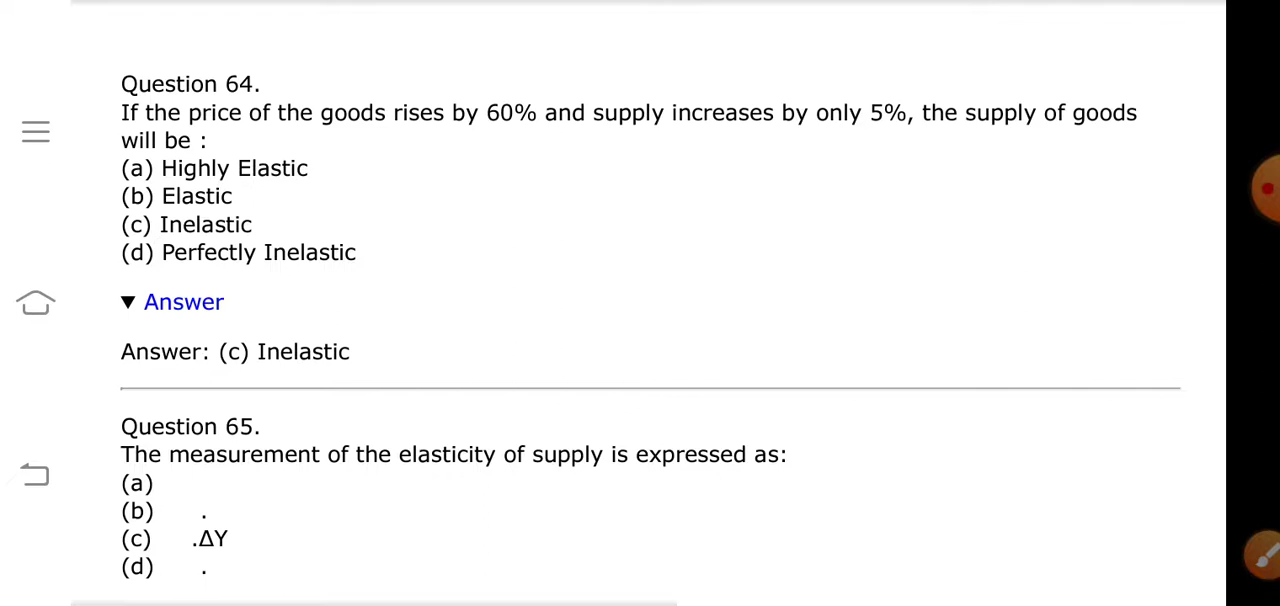 Question 64.
If the price of the goods rises by 60% and supply increases by only 5%, the supply of goods
will be :
(a) Highly Elastic
(b) Elastic
(c) Inelastic
(d) Perfectly Inelastic
▼ Answer
Answer: (c) Inelastic
Question 65.
The measurement of the elasticity of supply is expressed as:
(a)
(b) .
(c) .ΔY
(d) .